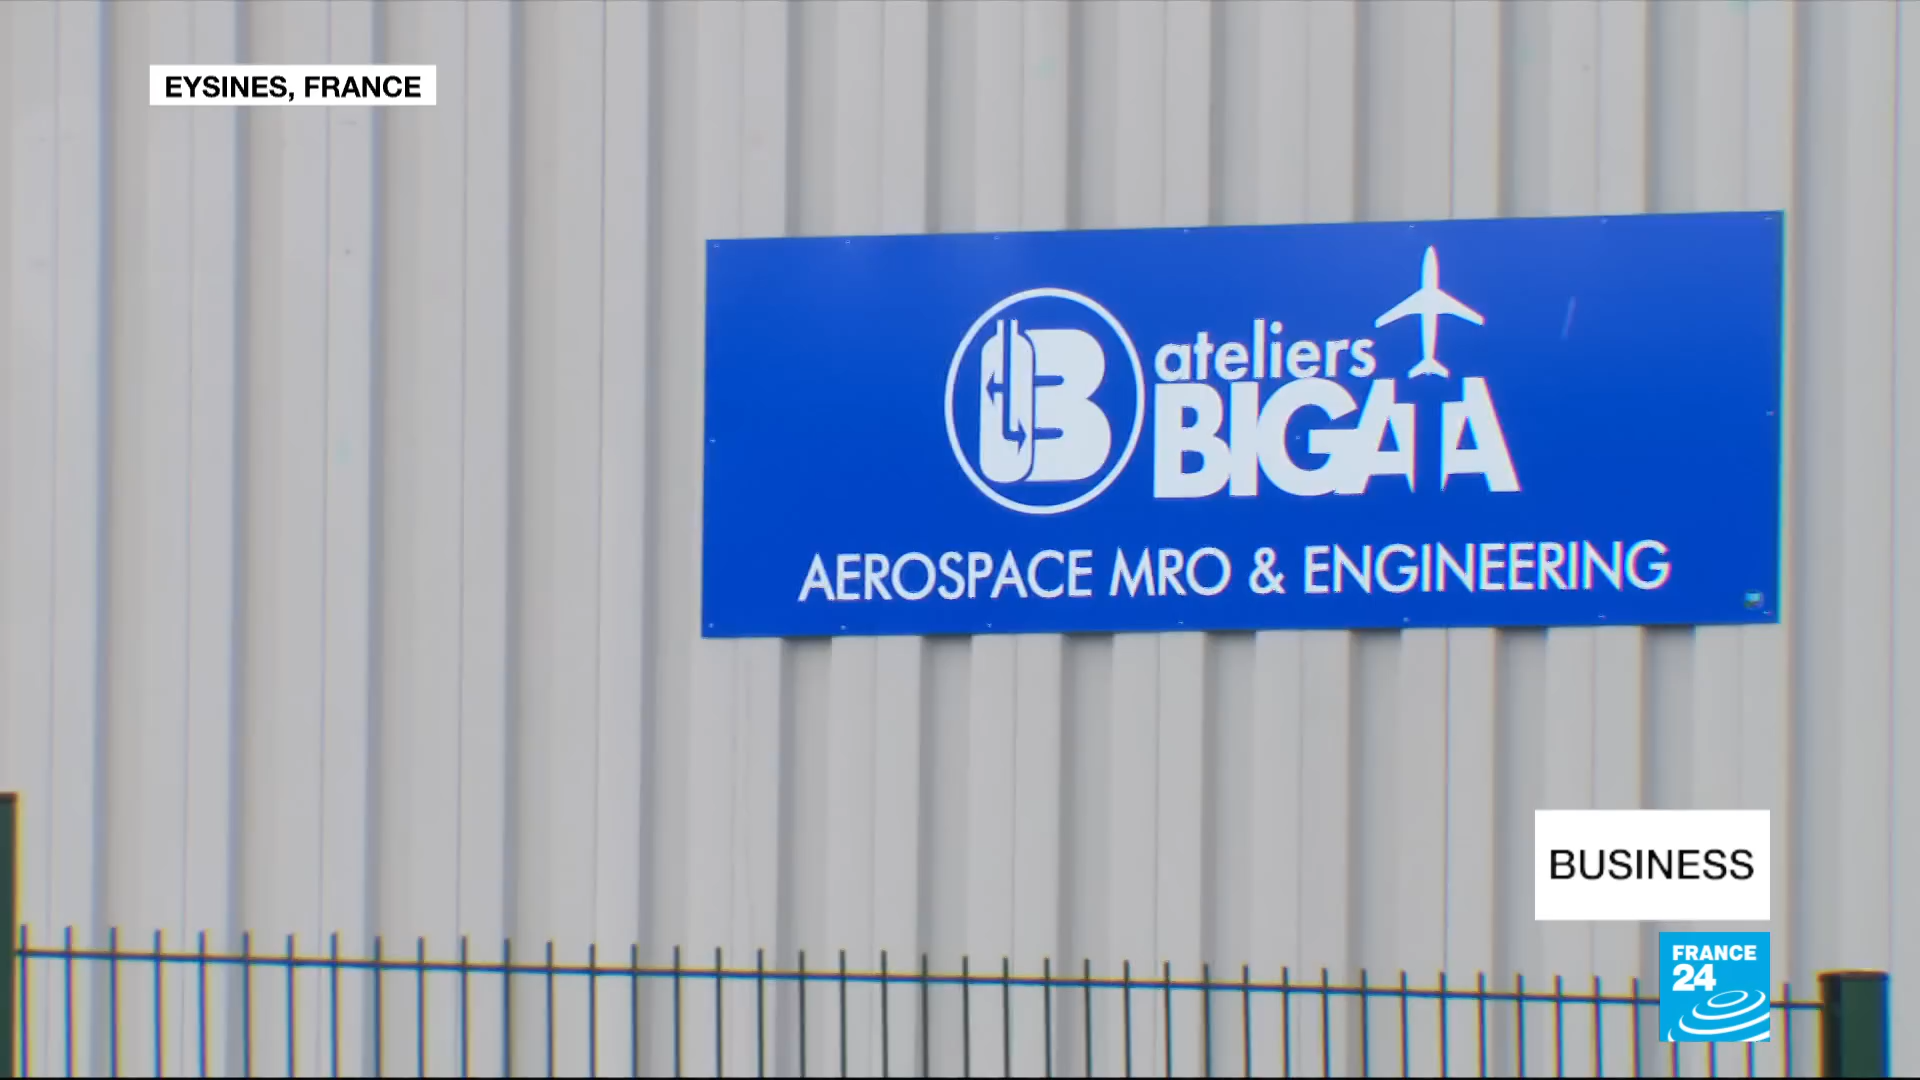 EYSINES, FRANCE
B
ateliers
BIGATA
AEROSPACE MRO & ENGINEERING
BUSINESS
FRANCE
24